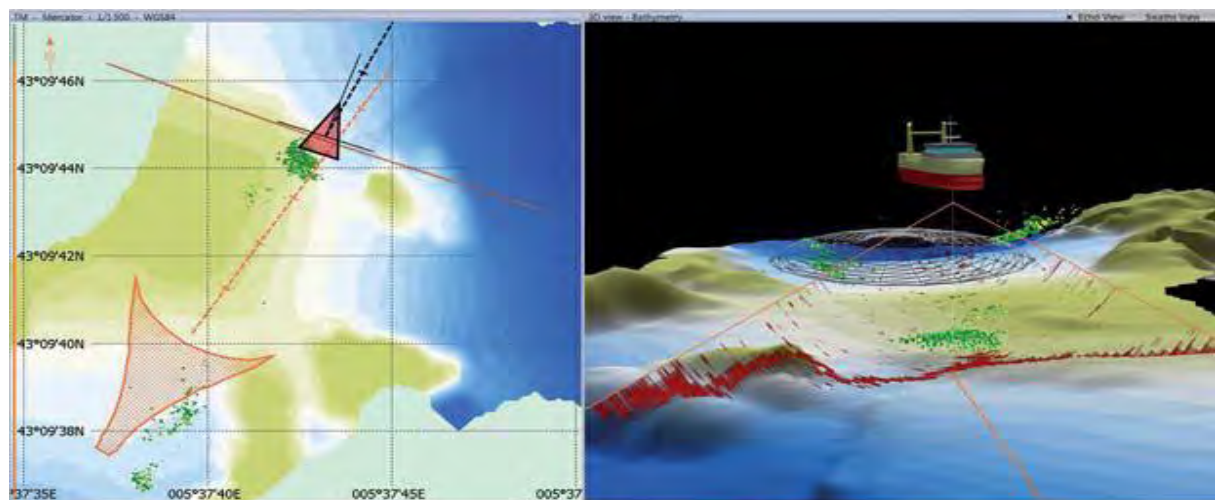 TM - Mercator - 1/1 500 - WGS84
3D view - Bathymetry
Echo View
Swaths View
43°09'46N
43°09'44N
43°09'42N
43°09'40N
43°09'38N
°37'35E
005°37'40E
005°37'45E
005°37